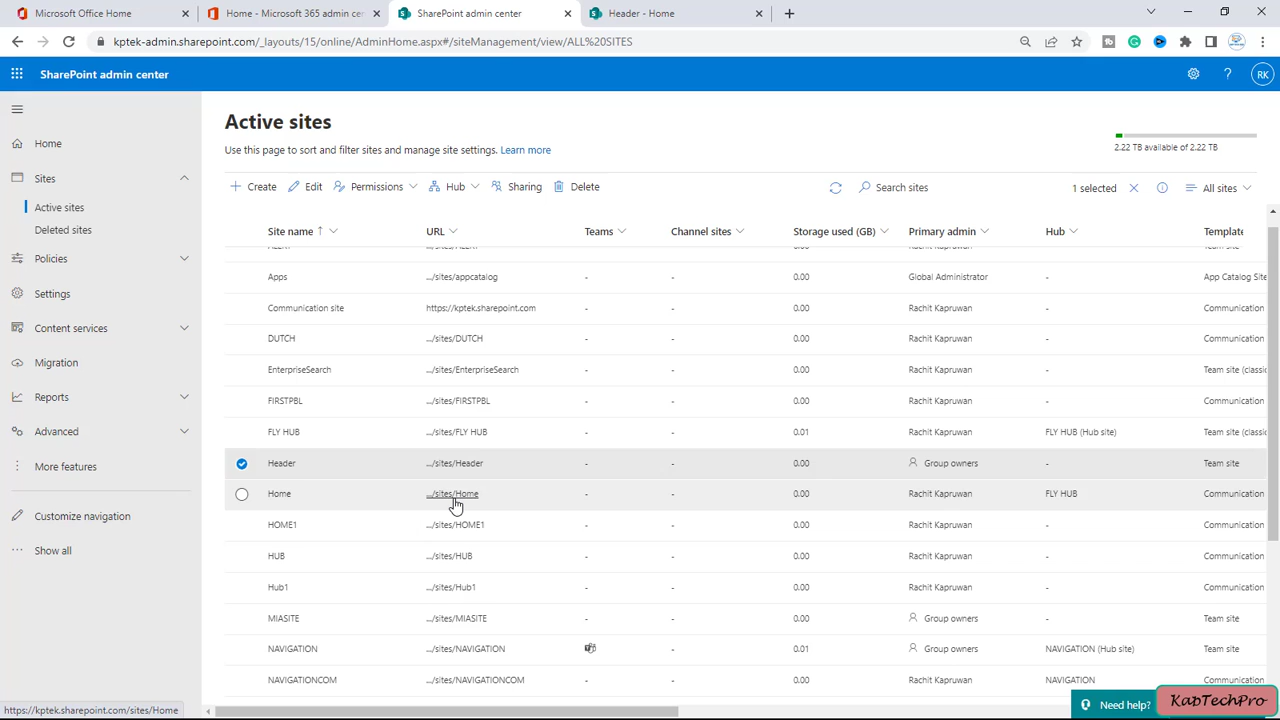 Microsoft Office Home
Home - Microsoft 365 admin cen
SharePoint admin center
Header - Home
kptek-admin.sharepoint.com/_layouts/15/online/AdminHome.aspx#/siteManagement/view/ALL%20SITES
SharePoint admin center
RK
Home
Sites
Active sites
Deleted sites
Policies
Settings
Content services
Migration
Reports
Advanced
More features
Customize navigation
Show all
Active sites
Use this page to sort and filter sites and manage site settings. Learn more
2.22 TB available of 2.22 TB
Create Edit Permissions Hub Sharing Delete Search sites 1 selected All sites
Site name ↑ URL Teams Channel sites Storage used (GB) Primary admin Hub Template
ALERT .../sites/ALERT - - 0.00 Rachit Kapruwan - Team site
Apps .../sites/appcatalog - - 0.00 Global Administrator - App Catalog Site
Communication site https://kptek.sharepoint.com - - 0.00 Rachit Kapruwan - Communication
DUTCH .../sites/DUTCH - - 0.00 Rachit Kapruwan - Communication
EnterpriseSearch .../sites/EnterpriseSearch - - 0.00 Rachit Kapruwan - Team site (classic
FIRSTPBL .../sites/FIRSTPBL - - 0.00 Rachit Kapruwan - Communication
FLY HUB .../sites/FLY HUB - - 0.01 Rachit Kapruwan FLY HUB (Hub site) Team site (classic
Header .../sites/Header - - 0.00 Group owners - Team site
Home .../sites/Home - - 0.00 Rachit Kapruwan FLY HUB Communication
HOME1 .../sites/HOME1 - - 0.00 Rachit Kapruwan - Communication
HUB .../sites/HUB - - 0.00 Rachit Kapruwan - Communication
Hub1 .../sites/Hub1 - - 0.00 Rachit Kapruwan - Communication
MIASITE .../sites/MIASITE - - 0.00 Group owners - Team site
NAVIGATION .../sites/NAVIGATION - 0.01 Group owners NAVIGATION (Hub site) Team site
NAVIGATIONCOM .../sites/NAVIGATIONCOM - - 0.00 Rachit Kapruwan NAVIGATION Communication
https://kptek.sharepoint.com/sites/Home
Need help?
KapTechPro